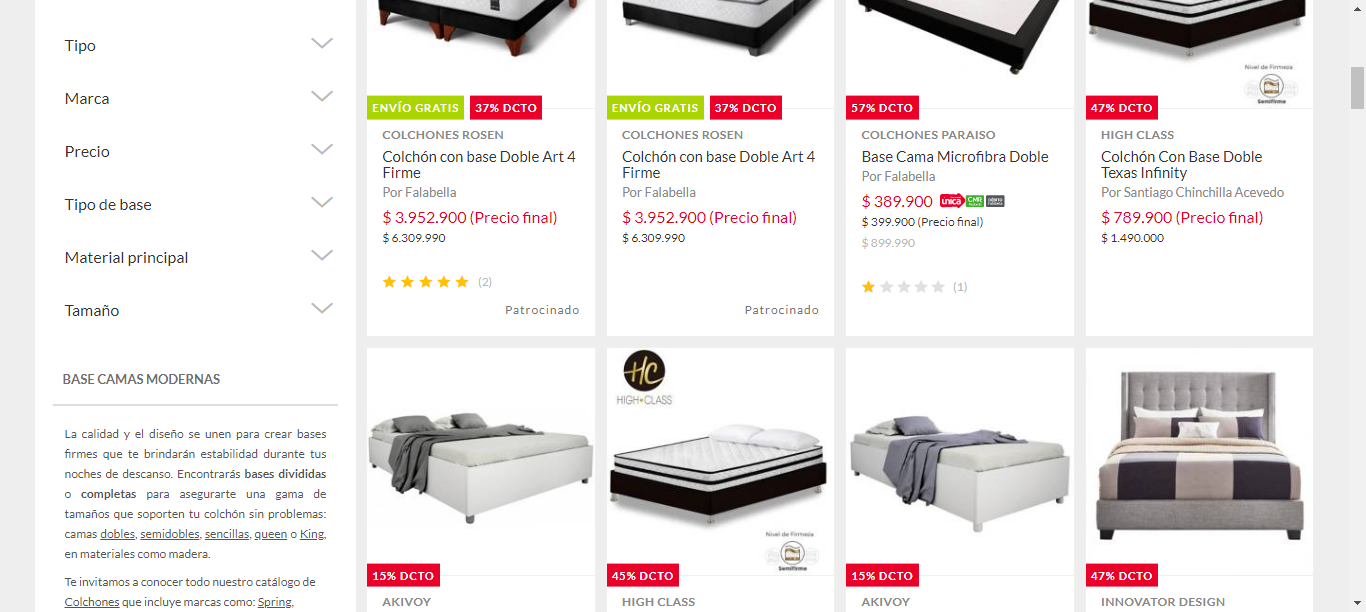 Tipo
Marca
Precio
Tipo de base
Material principal
Tamaño
BASE CAMAS MODERNAS
La calidad y el diseño se unen para crear bases
firmes que te brindarán estabilidad durante tus
noches de descanso. Encontrarás bases divididas
o completas para asegurarte una gama de
tamaños que soporten tu colchón sin problemas:
camas dobles, semidobles, sencillas, queen o King,
en materiales como madera.
Te invitamos a conocer todo nuestro catálogo de
Colchones que incluye marcas como: Spring,
ENVÍO GRATIS 37% DCTO
COLCHONES ROSEN
Colchón con base Doble Art 4
Firme
Por Falabella
$ 3.952.900 (Precio final)
$ 6.309.990
(2)
Patrocinado
ENVÍO GRATIS 37% DCTO
COLCHONES ROSEN
Colchón con base Doble Art 4
Firme
Por Falabella
$ 3.952.900 (Precio final)
$ 6.309.990
Patrocinado
57% DCTO
COLCHONES PARAISO
Base Cama Microfibra Doble
Por Falabella
$ 389.900 única CMR
$ 399.900 (Precio final)
$ 899.990
(1)
Nivel de Firmeza
Semifirme
47% DCTO
HIGH CLASS
Colchón Con Base Doble
Texas Infinity
Por Santiago Chinchilla Acevedo
$ 789.900 (Precio final)
$ 1.490.000
15% DCTO
AKIVOY
HC
HIGH CLASS
Nivel de Firmeza
Semifirme
45% DCTO
HIGH CLASS
15% DCTO
AKIVOY
47% DCTO
INNOVATOR DESIGN